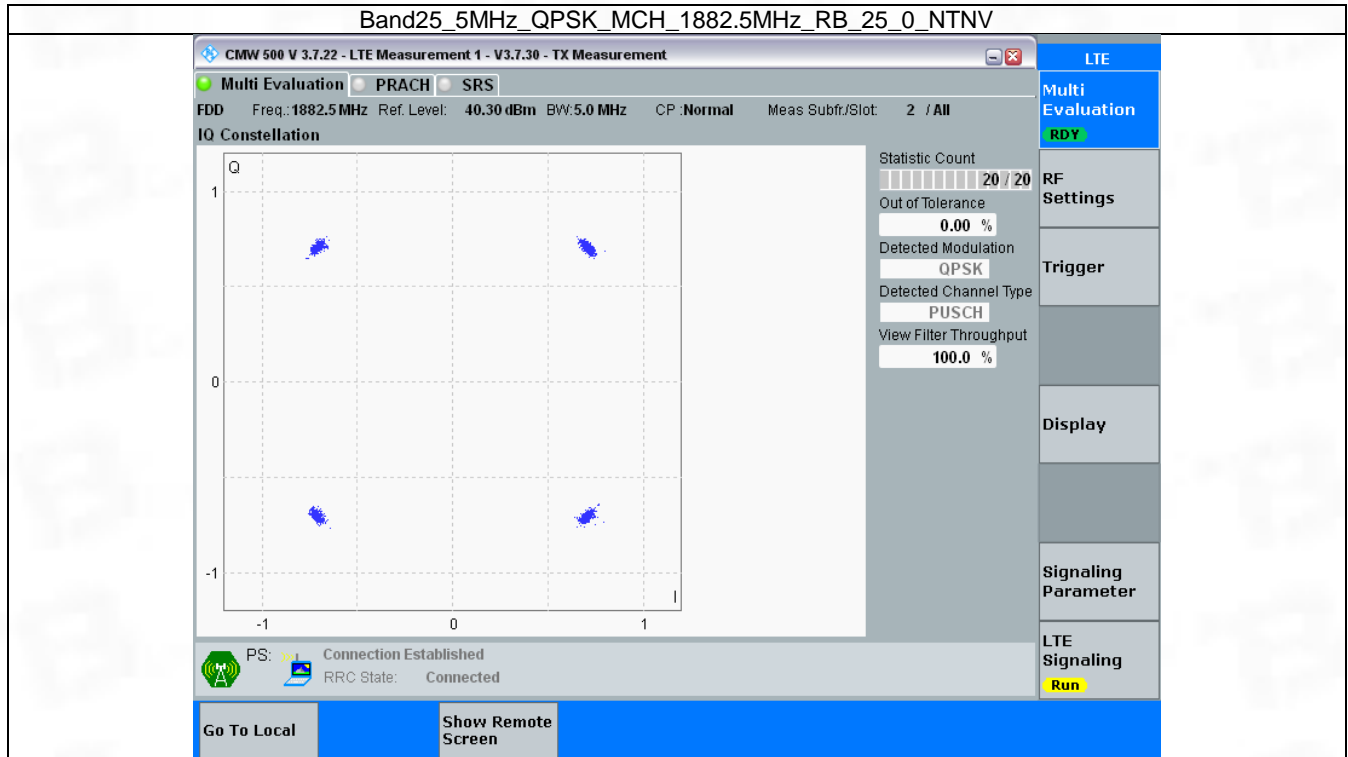 Band25_5MHz_QPSK_MCH_1882.5MHz_RB_25_0_NTNV
CMW 500 V 3.7.22 - LTE Measurement 1 - V3.7.30 - TX Measurement
LTE
Multi Evaluation PRACH SRS
Multi
Evaluation
RDY
FDD Freq.:1882.5 MHz Ref. Level: 40.30 dBm BW:5.0 MHz CP :Normal Meas Subfr./Slot: 2 / All
IQ Constellation
Q
1
0
-1
I
-1 0 1
Statistic Count
20 / 20
Out of Tolerance
0.00 %
Detected Modulation
QPSK
Detected Channel Type
PUSCH
View Filter Throughput
100.0 %
RF
Settings
Trigger
Display
Signaling
Parameter
LTE
Signaling
Run
PS: Connection Established
RRC State: Connected
Go To Local
Show Remote
Screen